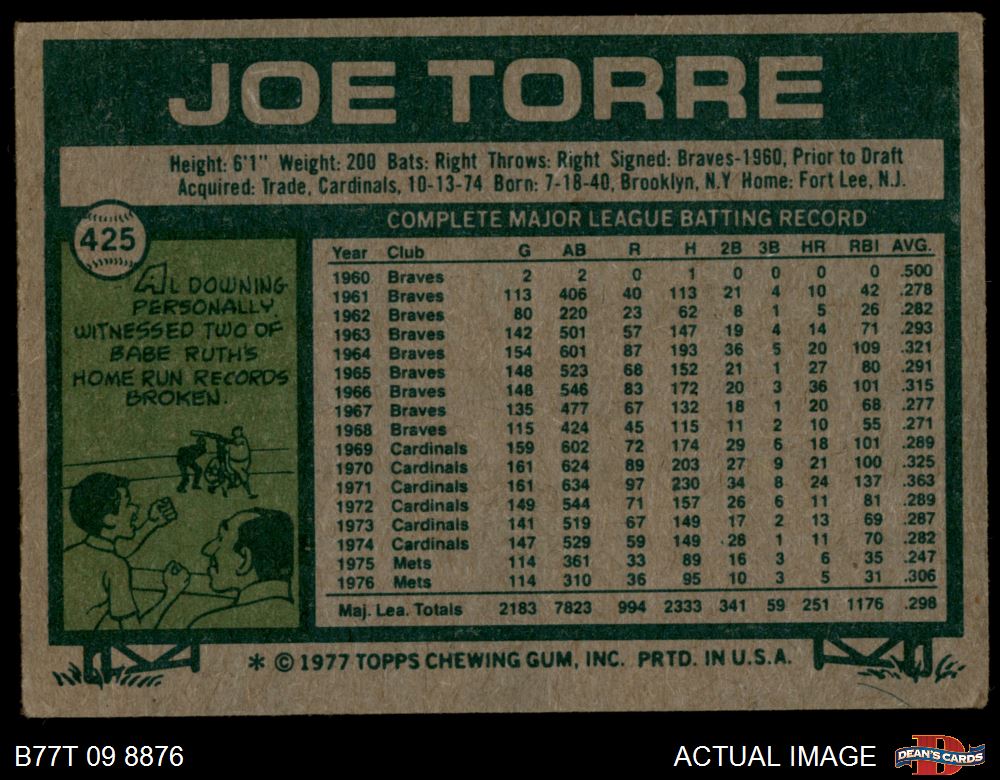 JOE TORRE
Height: 6'1" Weight: 200 Bats: Right Throws: Right Signed: Braves-1960, Prior to Draft
Acquired: Trade, Cardinals, 10-13-74 Born: 7-18-40, Brooklyn, N.Y Home: Fort Lee, N.J.
425
COMPLETE MAJOR LEAGUE BATTING RECORD
AL DOWNING
PERSONALLY
WITNESSED TWO OF
BABE RUTH'S
HOME RUN RECORDS
BROKEN.
Year Club G AB R H 2B 3B HR RBI AVG.
1960 Braves 2 2 0 1 0 0 0 0 .500
1961 Braves 113 406 40 113 21 4 10 42 .278
1962 Braves 80 220 23 62 8 1 5 26 .282
1963 Braves 142 501 57 147 19 4 14 71 .293
1964 Braves 154 601 87 193 36 5 20 109 .321
1965 Braves 148 523 68 152 21 1 27 80 .291
1966 Braves 148 546 83 172 20 3 36 101 .315
1967 Braves 135 477 67 132 18 1 20 68 .277
1968 Braves 115 424 45 115 11 2 10 55 .271
1969 Cardinals 159 602 72 174 29 6 18 101 .289
1970 Cardinals 161 624 89 203 27 9 21 100 .325
1971 Cardinals 161 634 97 230 34 8 24 137 .363
1972 Cardinals 149 544 71 157 26 6 11 81 .289
1973 Cardinals 141 519 67 149 17 2 13 69 .287
1974 Cardinals 147 529 59 149 28 1 11 70 .282
1975 Mets 114 361 33 89 16 3 6 35 .247
1976 Mets 114 310 36 95 10 3 5 31 .306
Maj. Lea. Totals 2183 7823 994 2333 341 59 251 1176 .298
* © 1977 TOPPS CHEWING GUM, INC. PRTD. IN U.S.A.
B77T 09 8876
ACTUAL IMAGE
D
DEAN'S CARDS